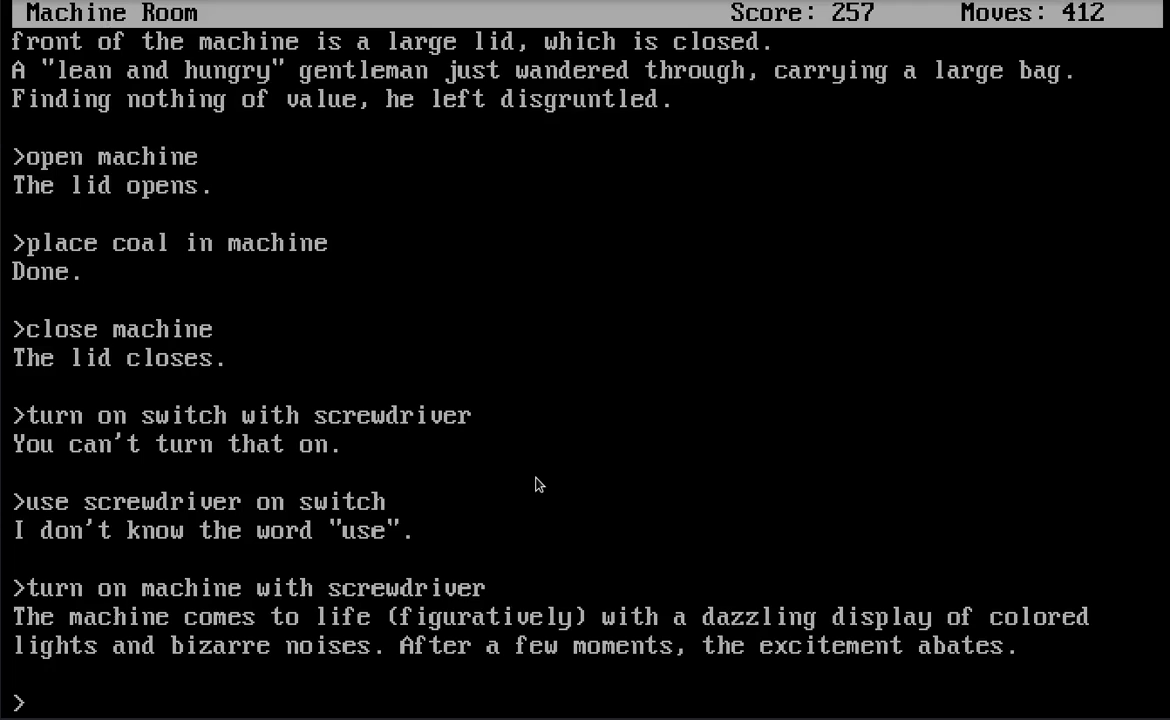 Machine Room Score: 257 Moves: 412
front of the machine is a large lid, which is closed.
A "lean and hungry" gentleman just wandered through, carrying a large bag.
Finding nothing of value, he left disgruntled.
>open machine
The lid opens.
>place coal in machine
Done.
>close machine
The lid closes.
>turn on switch with screwdriver
You can't turn that on.
>use screwdriver on switch
I don't know the word "use".
>turn on machine with screwdriver
The machine comes to life (figuratively) with a dazzling display of colored
lights and bizarre noises. After a few moments, the excitement abates.
>